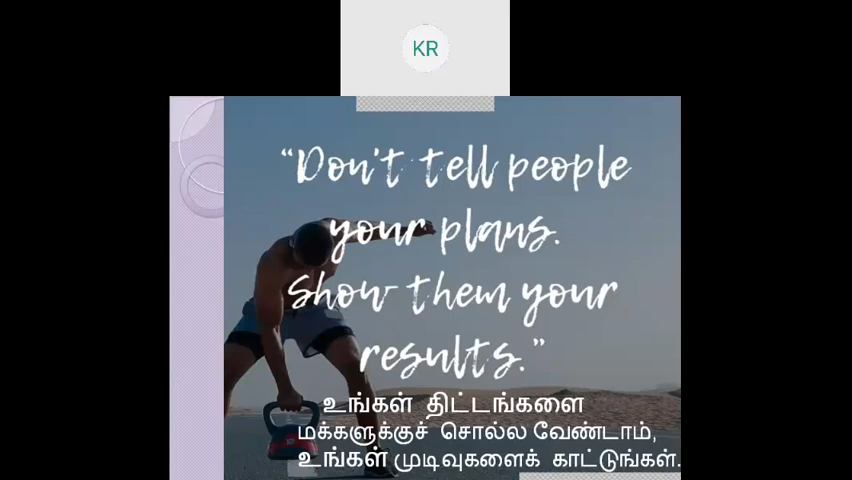 KR
“Don't tell people
your plans.
Show them your
results.”
உங்கள் திட்டங்களை
மக்களுக்குச் சொல்ல வேண்டாம்,
உங்கள் முடிவுகளைக் காட்டுங்கள்.